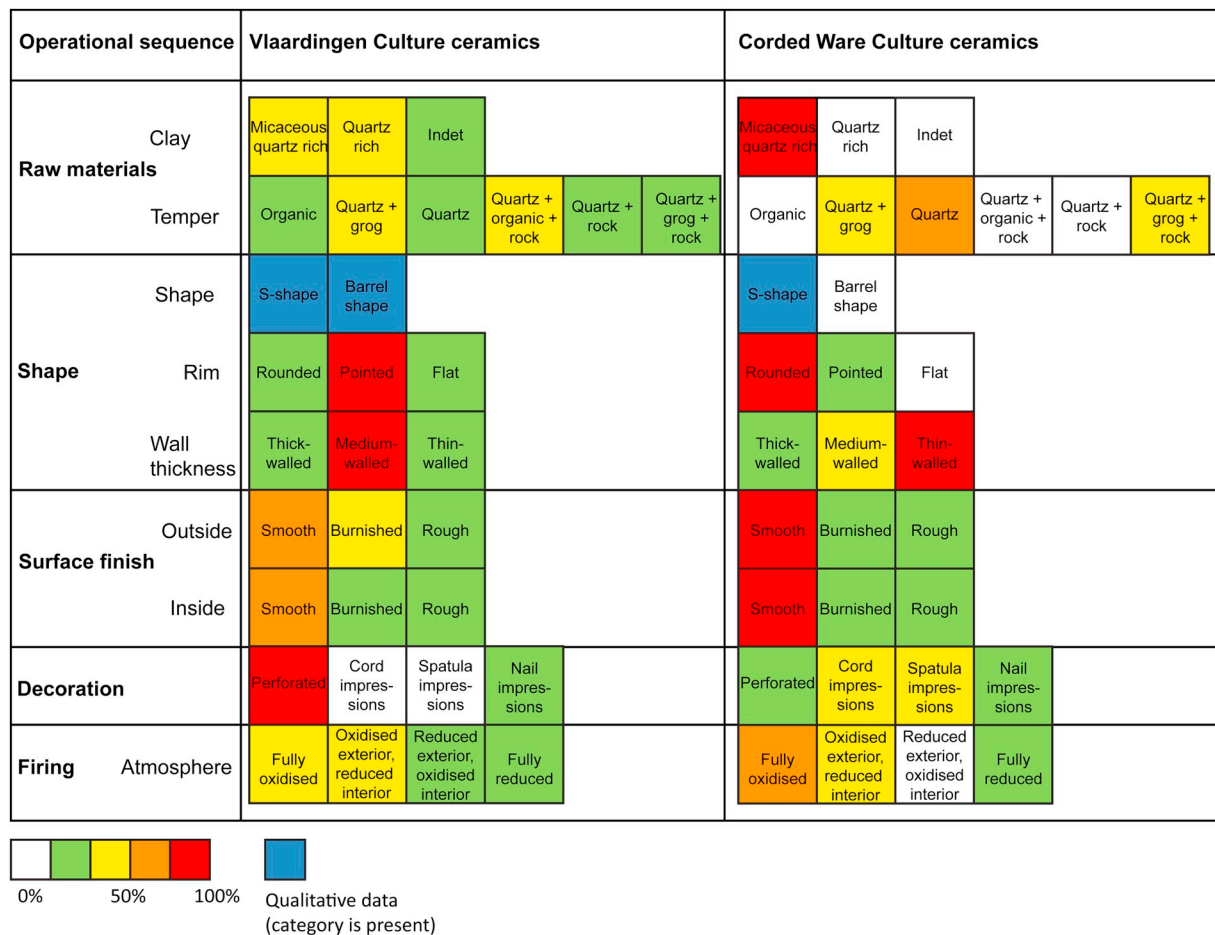 Operational sequence
Vlaardingen Culture ceramics
Corded Ware Culture ceramics
Raw materials
Clay
Micaceous
quartz rich
Quartz
rich
Indet
Micaceous
quartz rich
Quartz
rich
Indet
Temper
Organic
Quartz +
grog
Quartz
Quartz +
organic +
rock
Quartz +
rock
Quartz +
grog +
rock
Organic
Quartz +
grog
Quartz
Quartz +
organic +
rock
Quartz +
rock
Quartz +
grog +
rock
Shape
Shape
S-shape
Barrel
shape
S-shape
Barrel
shape
Rim
Rounded
Pointed
Flat
Rounded
Pointed
Flat
Wall
thickness
Thick-
walled
Medium-
walled
Thin-
walled
Thick-
walled
Medium-
walled
Thin-
walled
Surface finish
Outside
Smooth
Burnished
Rough
Smooth
Burnished
Rough
Inside
Smooth
Burnished
Rough
Smooth
Burnished
Rough
Decoration
Perforated
Cord
impres-
sions
Spatula
impres-
sions
Nail
impres-
sions
Perforated
Cord
impres-
sions
Spatula
impres-
sions
Nail
impres-
sions
Firing
Atmosphere
Fully
oxidised
Oxidised
exterior,
reduced
interior
Reduced
exterior,
oxidised
interior
Fully
reduced
Fully
oxidised
Oxidised
exterior,
reduced
interior
Reduced
exterior,
oxidised
interior
Fully
reduced
0%
50%
100%
Qualitative data
(category is present)